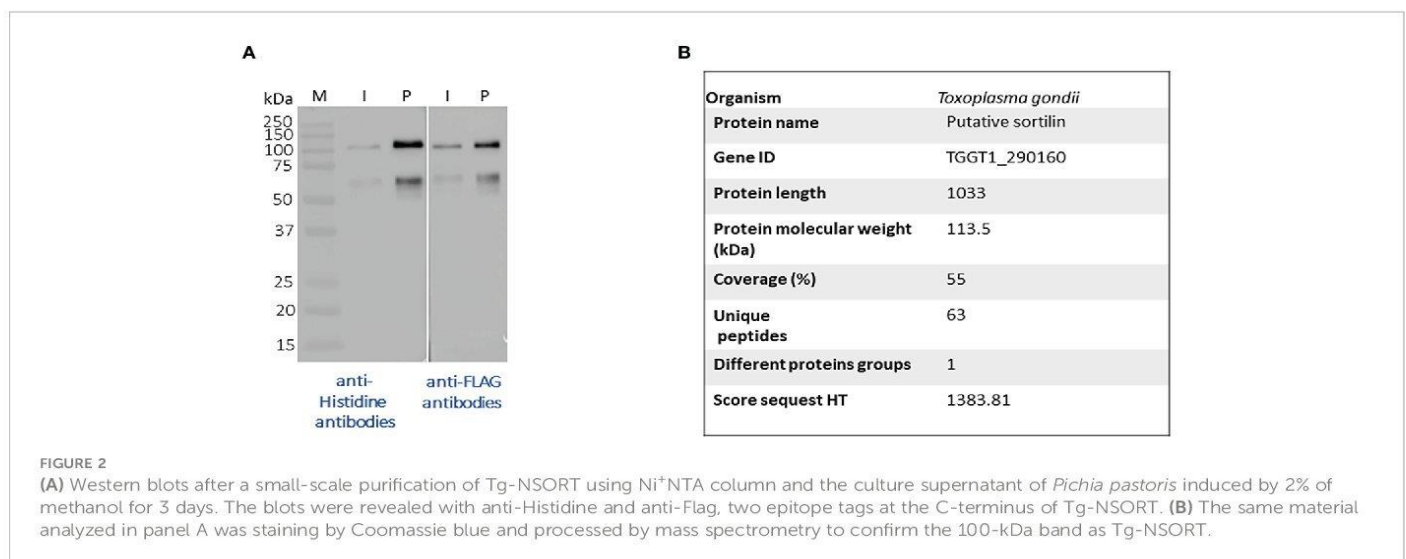 A
kDa M I P I P
250
150
100
75
50
37
25
20
15
anti-
Histidine
antibodies
anti-FLAG
antibodies
B
Organism Toxoplasma gondii
Protein name Putative sortilin
Gene ID TGGT1_290160
Protein length 1033
Protein molecular weight 113.5
(kDa)
Coverage (%) 55
Unique 63
peptides
Different proteins groups 1
Score sequest HT 1383.81
FIGURE 2
(A) Western blots after a small-scale purification of Tg-NSORT using Ni⁺NTA column and the culture supernatant of Pichia pastoris induced by 2% of
methanol for 3 days. The blots were revealed with anti-Histidine and anti-Flag, two epitope tags at the C-terminus of Tg-NSORT. (B) The same material
analyzed in panel A was staining by Coomassie blue and processed by mass spectrometry to confirm the 100-kDa band as Tg-NSORT.